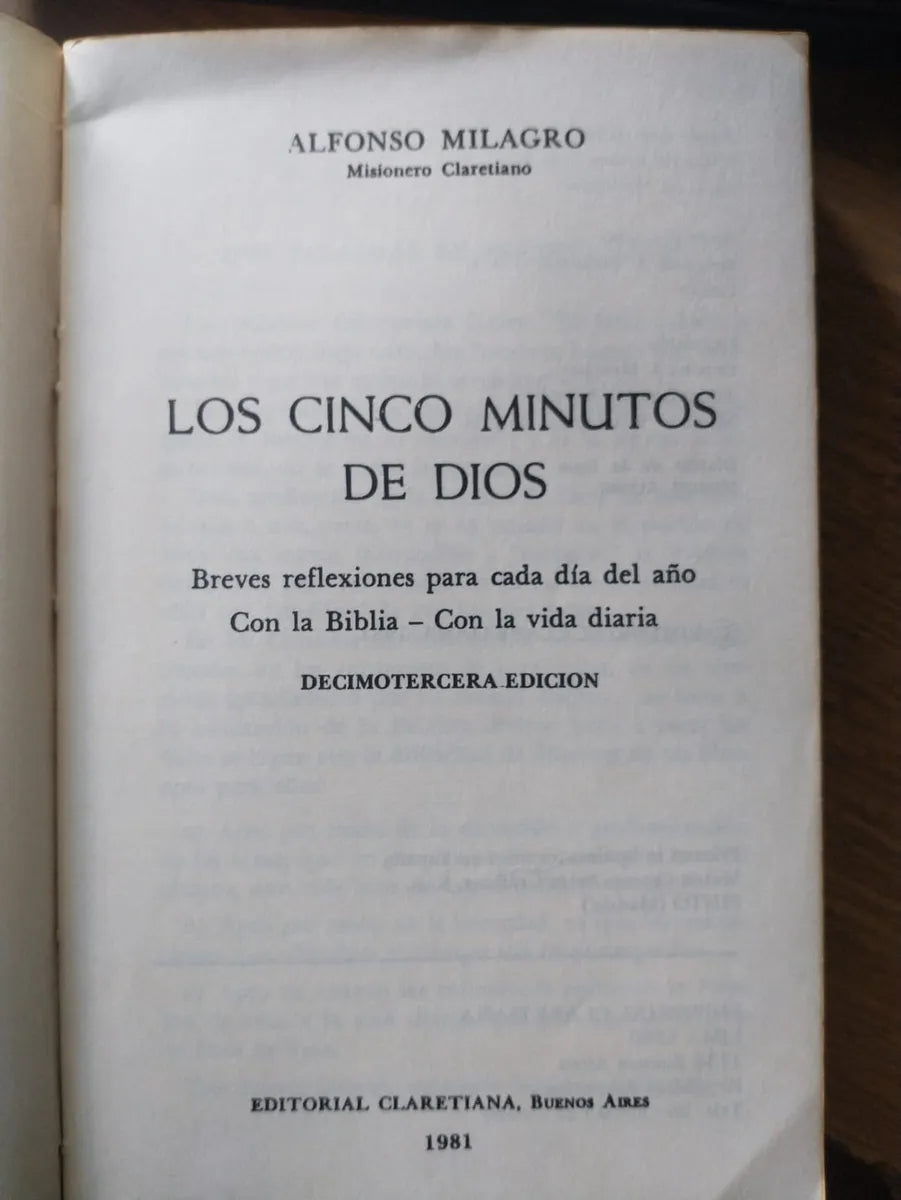 ALFONSO MILAGRO
Misionero Claretiano
LOS CINCO MINUTOS
DE DIOS
Breves reflexiones para cada día del año
Con la Biblia – Con la vida diaria
DECIMOTERCERA EDICION
EDITORIAL CLARETIANA, BUENOS AIRES
1981